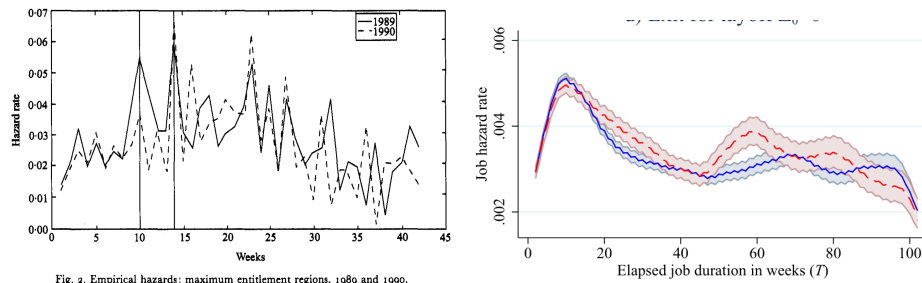 0·07
0·06
0·05
0·04
0·03
0·02
0·01
0·00
Hazard rate
1989
1990
0 5 10 15 20 25 30 35 40 45
Weeks
Fig. 2. Empirical hazards: maximum entitlement regions, 1989 and 1990.
.006
.004
.002
Job hazard rate
0 20 40 60 80 100
Elapsed job duration in weeks (T)